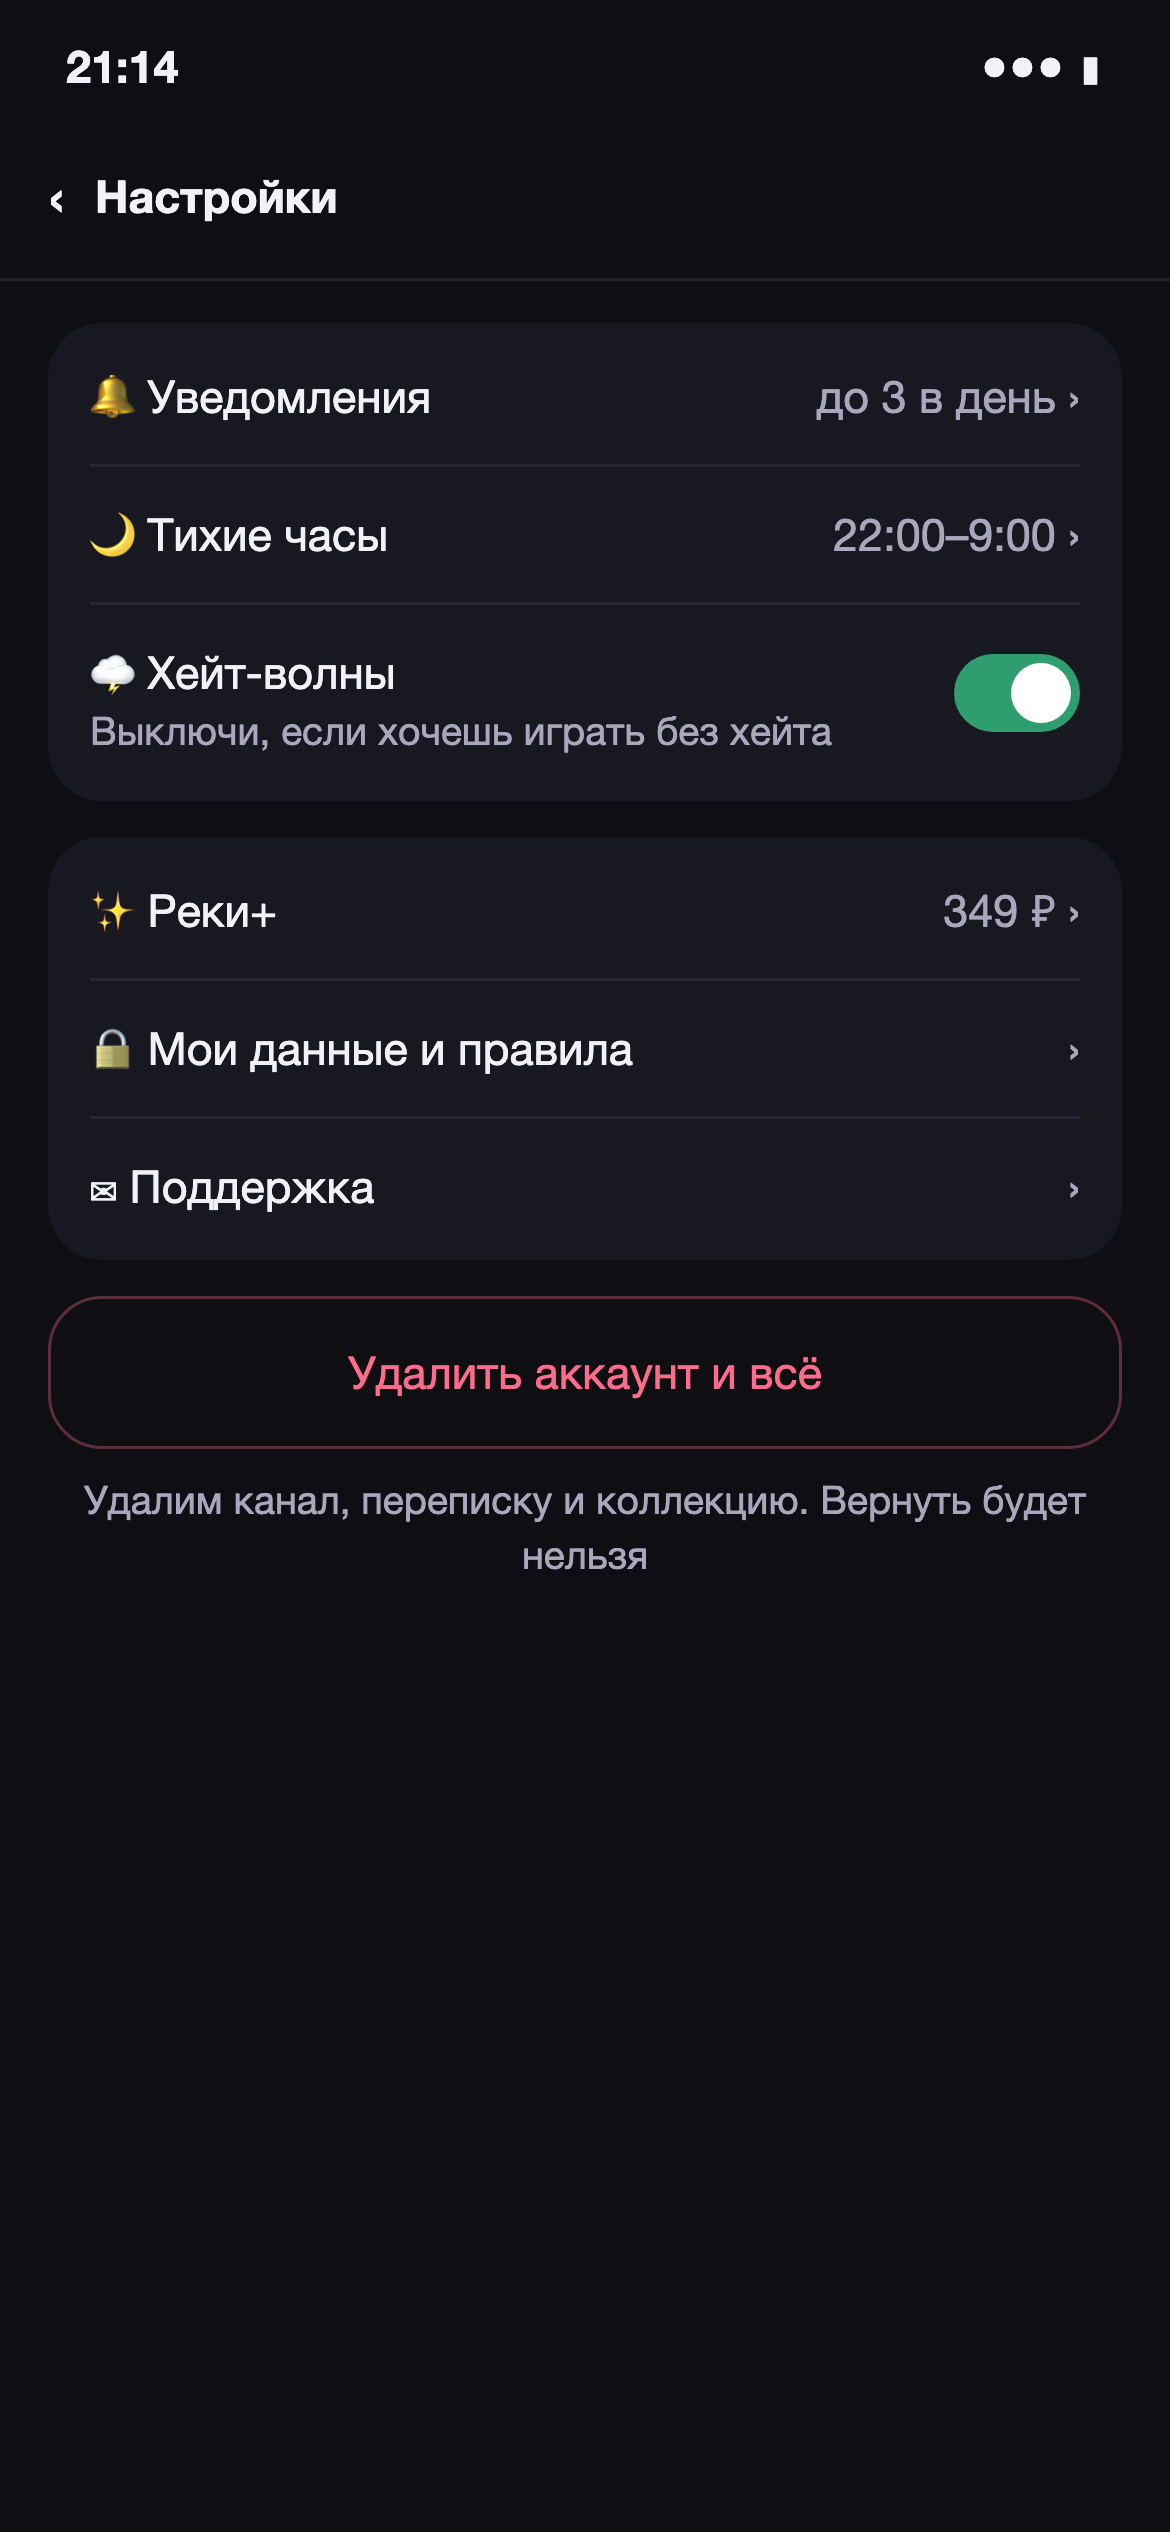 21:14
‹ Настройки
🔔 Уведомления до 3 в день ›
🌙 Тихие часы 22:00–9:00 ›
🌩️ Хейт-волны
Выключи, если хочешь играть без хейта
✨ Реки+ 349 ₽ ›
🔒 Мои данные и правила ›
✉ Поддержка ›
Удалить аккаунт и всё
Удалим канал, переписку и коллекцию. Вернуть будет
нельзя